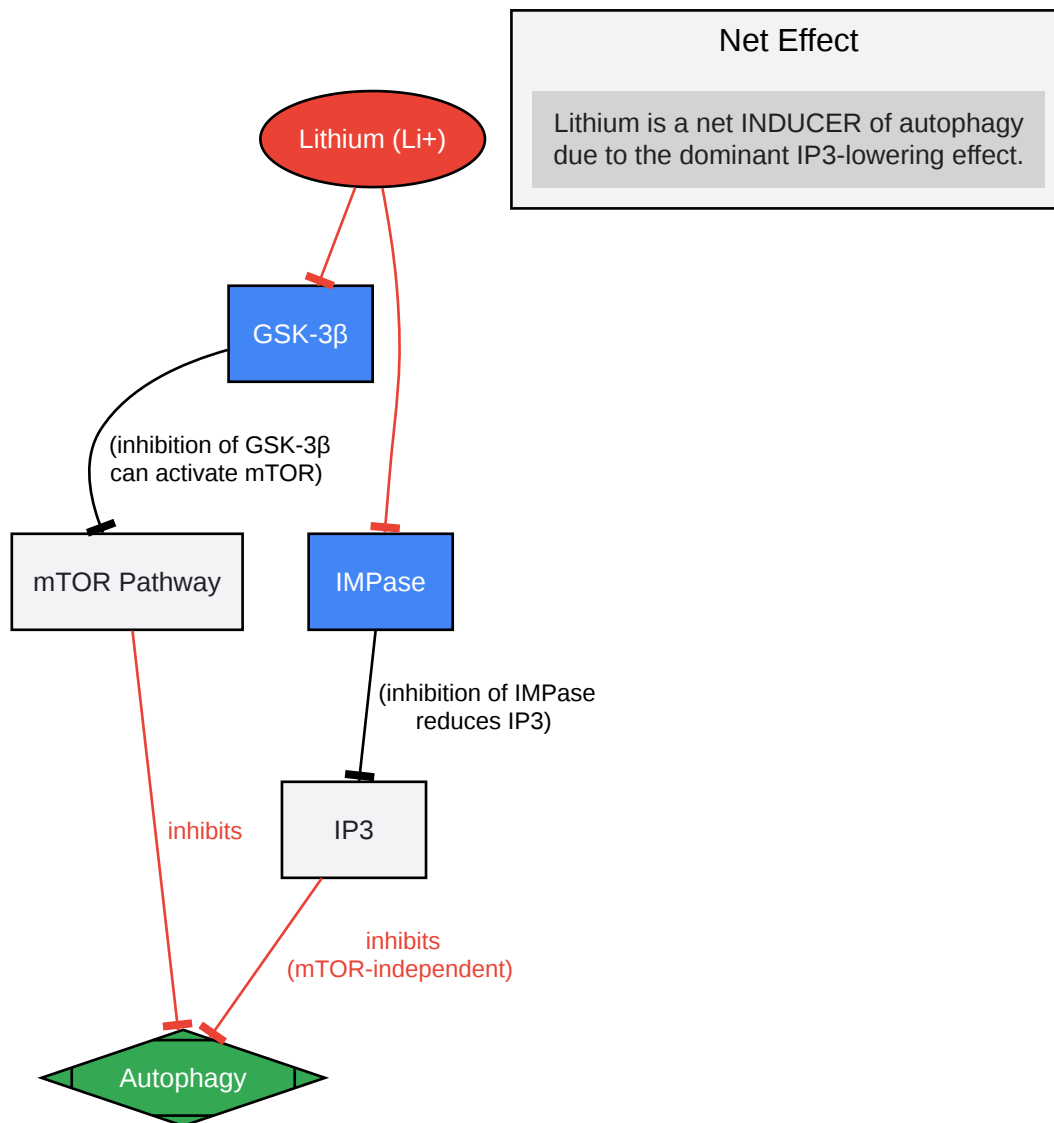 Net Effect
Lithium is a net INDUCER of autophagy
due to the dominant IP3-lowering effect.
Lithium (Li+)
GSK-3β
(inhibition of GSK-3β
can activate mTOR)
mTOR Pathway
IMPase
(inhibition of IMPase
reduces IP3)
IP3
inhibits
inhibits
(mTOR-independent)
Autophagy